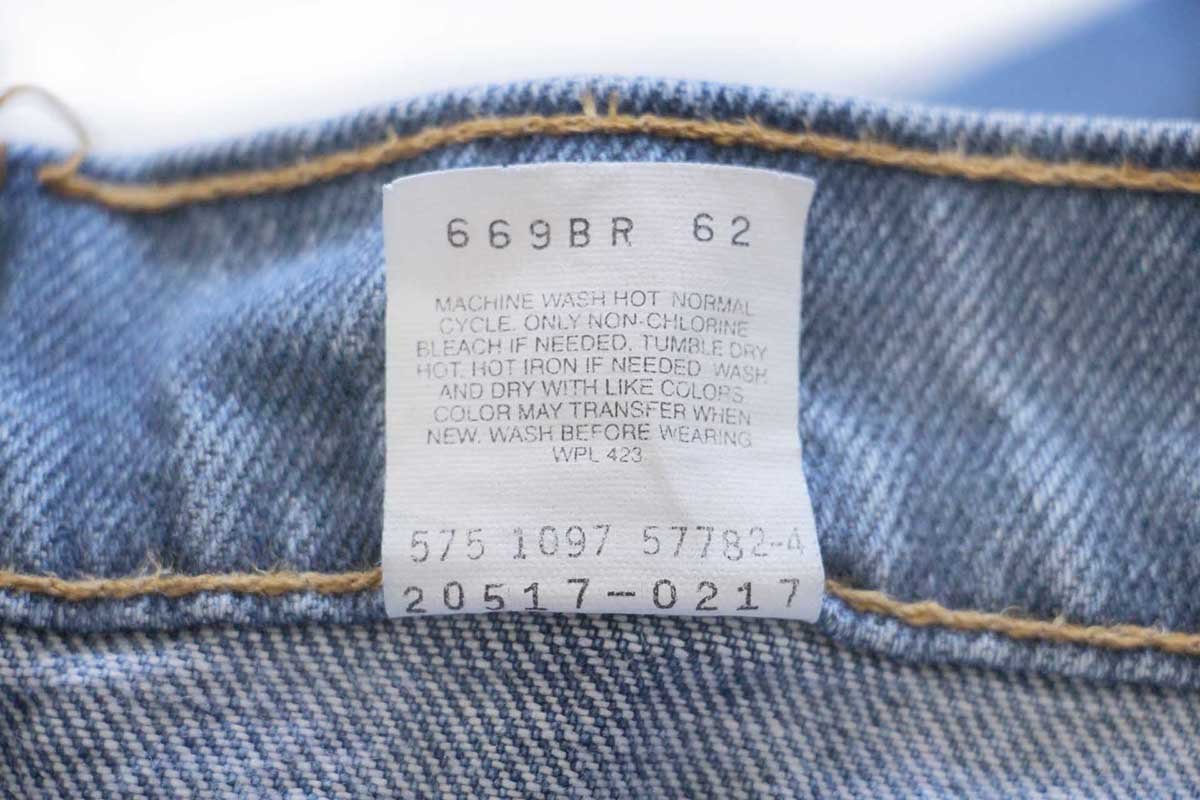 669BR 62
MACHINE WASH HOT NORMAL
CYCLE. ONLY NON-CHLORINE
BLEACH IF NEEDED. TUMBLE DRY
HOT. HOT IRON IF NEEDED. WASH
AND DRY WITH LIKE COLORS.
COLOR MAY TRANSFER WHEN
NEW. WASH BEFORE WEARING.
WPL 423
575 1097 57782-4
20517-0217